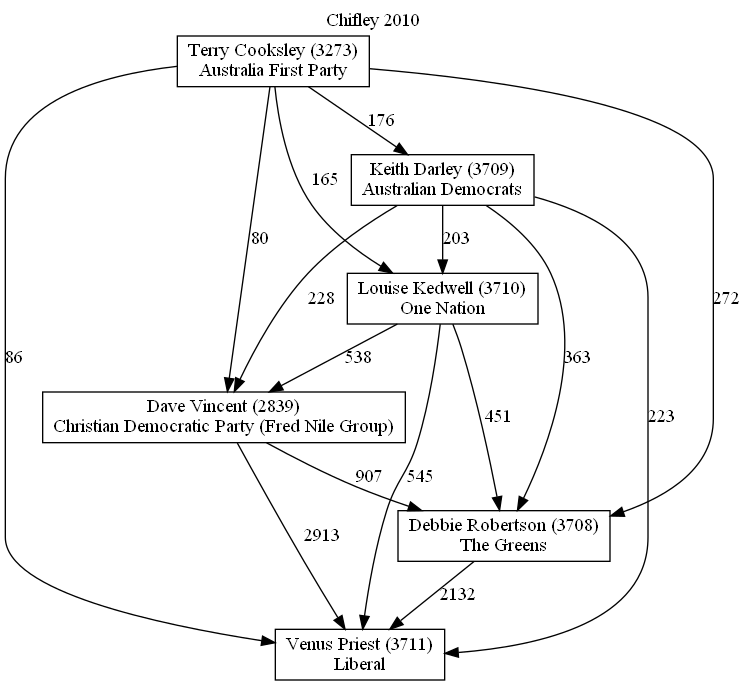 Chifley 2010
Terry Cooksley (3273)
Australia First Party
176
Keith Darley (3709)
Australian Democrats
165
80
203
Louise Kedwell (3710)
One Nation
228
272
86
538
363
Dave Vincent (2839)
Christian Democratic Party (Fred Nile Group)
451
223
907
545
Debbie Robertson (3708)
The Greens
2913
2132
Venus Priest (3711)
Liberal